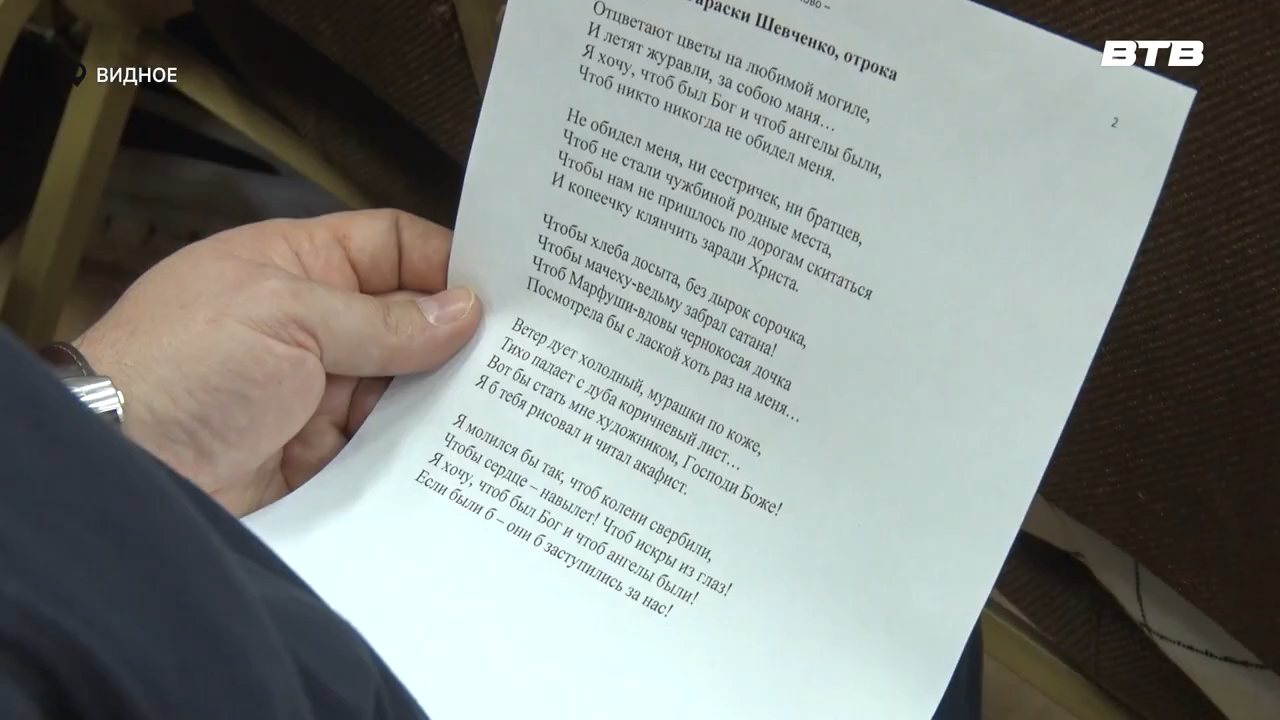 ВИДНОЕ
ВТВ
Шевченко, отрока
2
Отцветают цветы на любимой могиле,
И летят журавли, за собою маня…
Я хочу, чтоб был Бог и чтоб ангелы были,
Чтоб никто никогда не обидел меня.
Не обидел меня, ни сестричек, ни братцев,
Чтоб не стали чужбиной родные места,
Чтобы нам не пришлось по дорогам скитаться
И копеечку клянчить заради Христа.
Чтобы хлеба досыта, без дырок сорочка,
Чтобы мачеху-ведьму забрал сатана!
Чтоб Марфуши-вдовы чернокосая дочка
Посмотрела бы с лаской хоть раз на меня…
Ветер дует холодный, мурашки по коже,
Тихо падает с дуба коричневый лист…
Вот бы стать мне художником, Господи Боже!
Я б тебя рисовал и читал акафист.
Я молился бы так, чтоб колени свербили,
Чтобы сердце – навылет! Чтоб искры из глаз!
Я хочу, чтоб был Бог и чтоб ангелы были!
Если были б – они б заступились за нас!